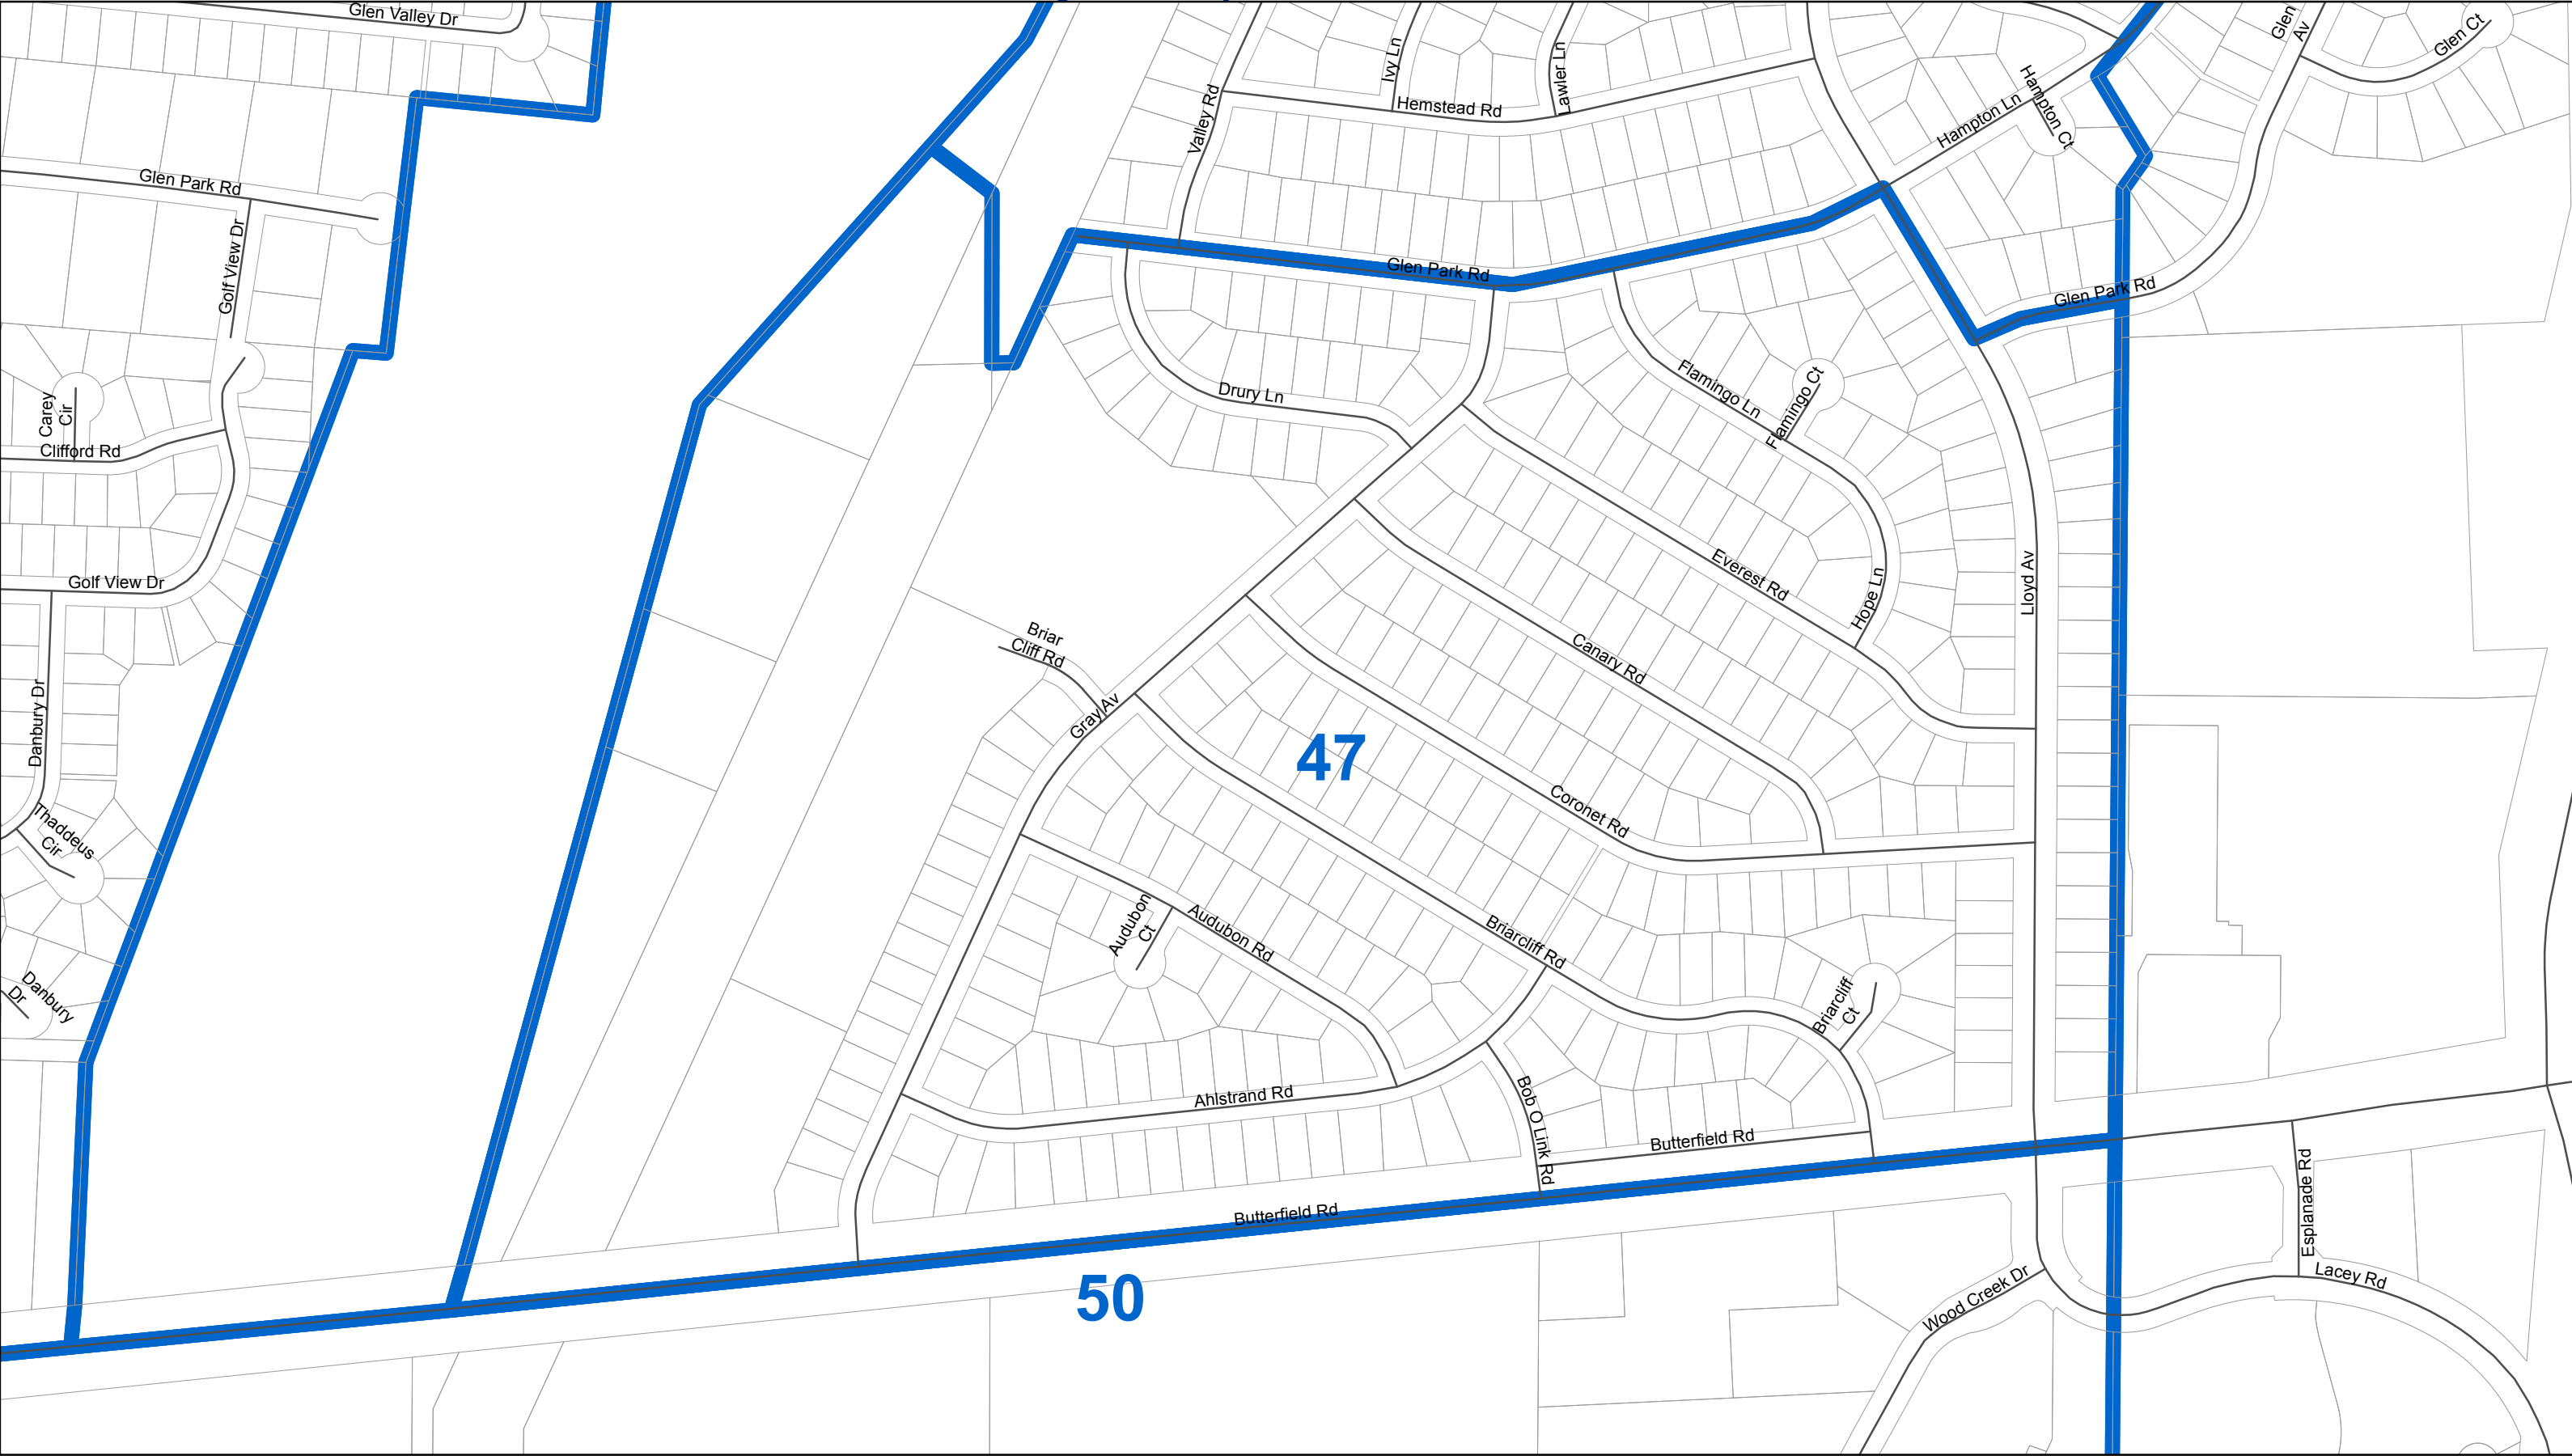 Glen Valley Dr
Glen
Av
Glen Ct
Ivy Ln
Lawler Ln
Valley Rd
Hemstead Rd
Hampton Ln
Hampton Ct
Glen Park Rd
Golf View Dr
Glen Park Rd
Glen Park Rd
Carey
Cir
Clifford Rd
Drury Ln
Flamingo Ln
Flamingo Ct
Golf View Dr
Everest Rd
Hope Ln
Lloyd Av
Briar
Cliff Rd
Canary Rd
Danbury Dr
Gray Av
47
Coronet Rd
Thaddeus
Cir
Audubon
Ct
Audubon Rd
Briarcliff Rd
Danbury
Dr
Briarcliff
Ct
Ahlstrand Rd
Bob O Link Rd
Butterfield Rd
Butterfield Rd
Esplanade Rd
50
Wood Creek Dr
Lacey Rd